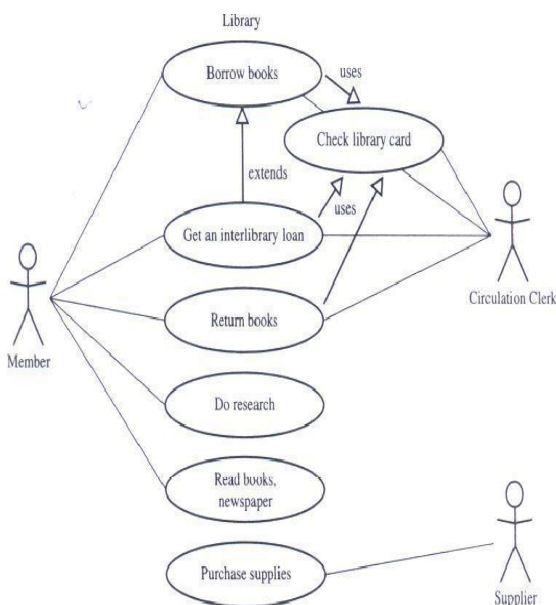 Library
Borrow books
uses
Check library card
extends
uses
Get an interlibrary loan
Circulation Clerk
Return books
Member
Do research
Read books,
newspaper
Purchase supplies
Supplier